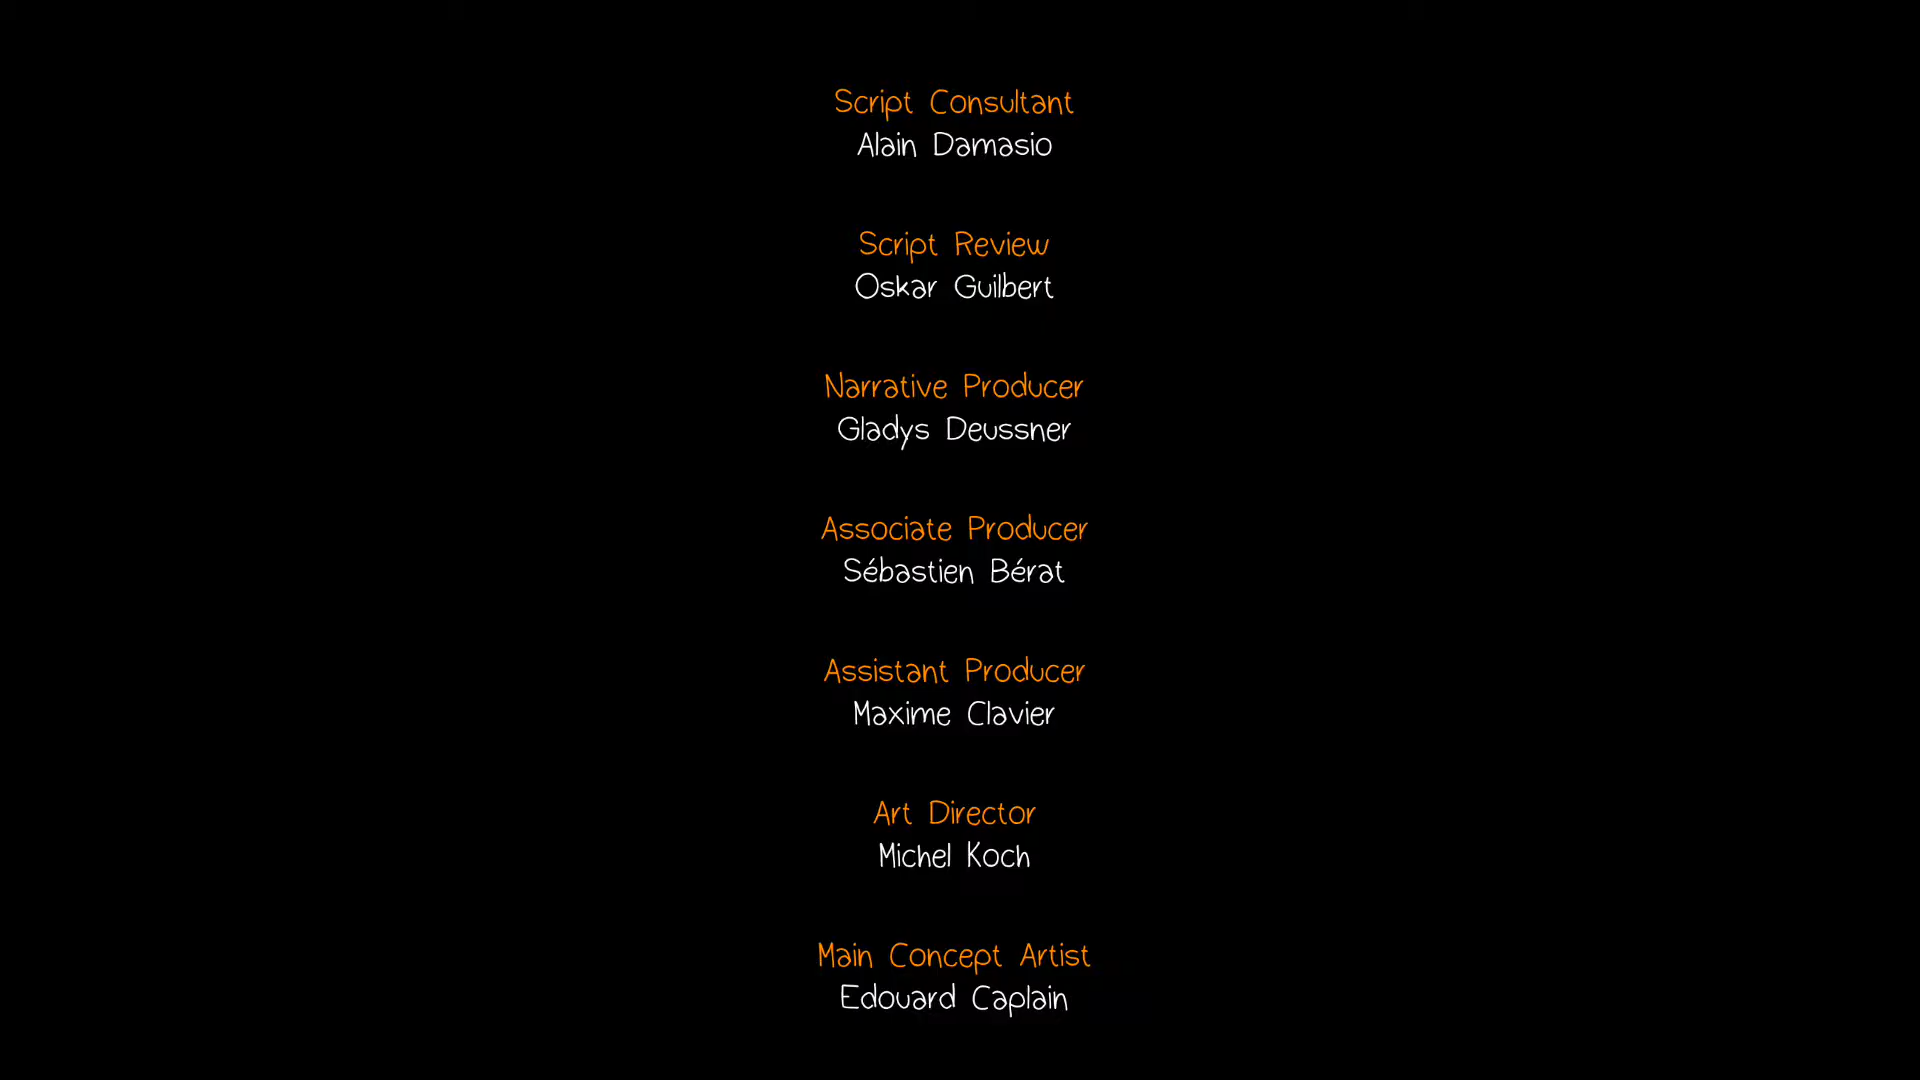 Script Consultant
Alain Damasio
Script Review
Oskar Guilbert
Narrative Producer
Gladys Deussner
Associate Producer
Sébastien Bérat
Assistant Producer
Maxime Clavier
Art Director
Michel Koch
Main Concept Artist
Edouard Caplain